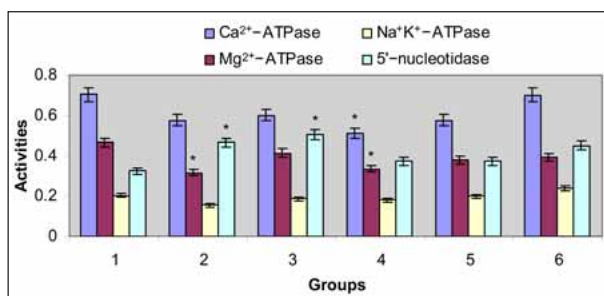 Ca²⁺−ATPase Na⁺K⁺−ATPase
Mg²⁺−ATPase 5'−nucleotidase
0.8
0.6
0.4
0.2
0
Activities
* * * * *
1 2 3 4 5 6
Groups